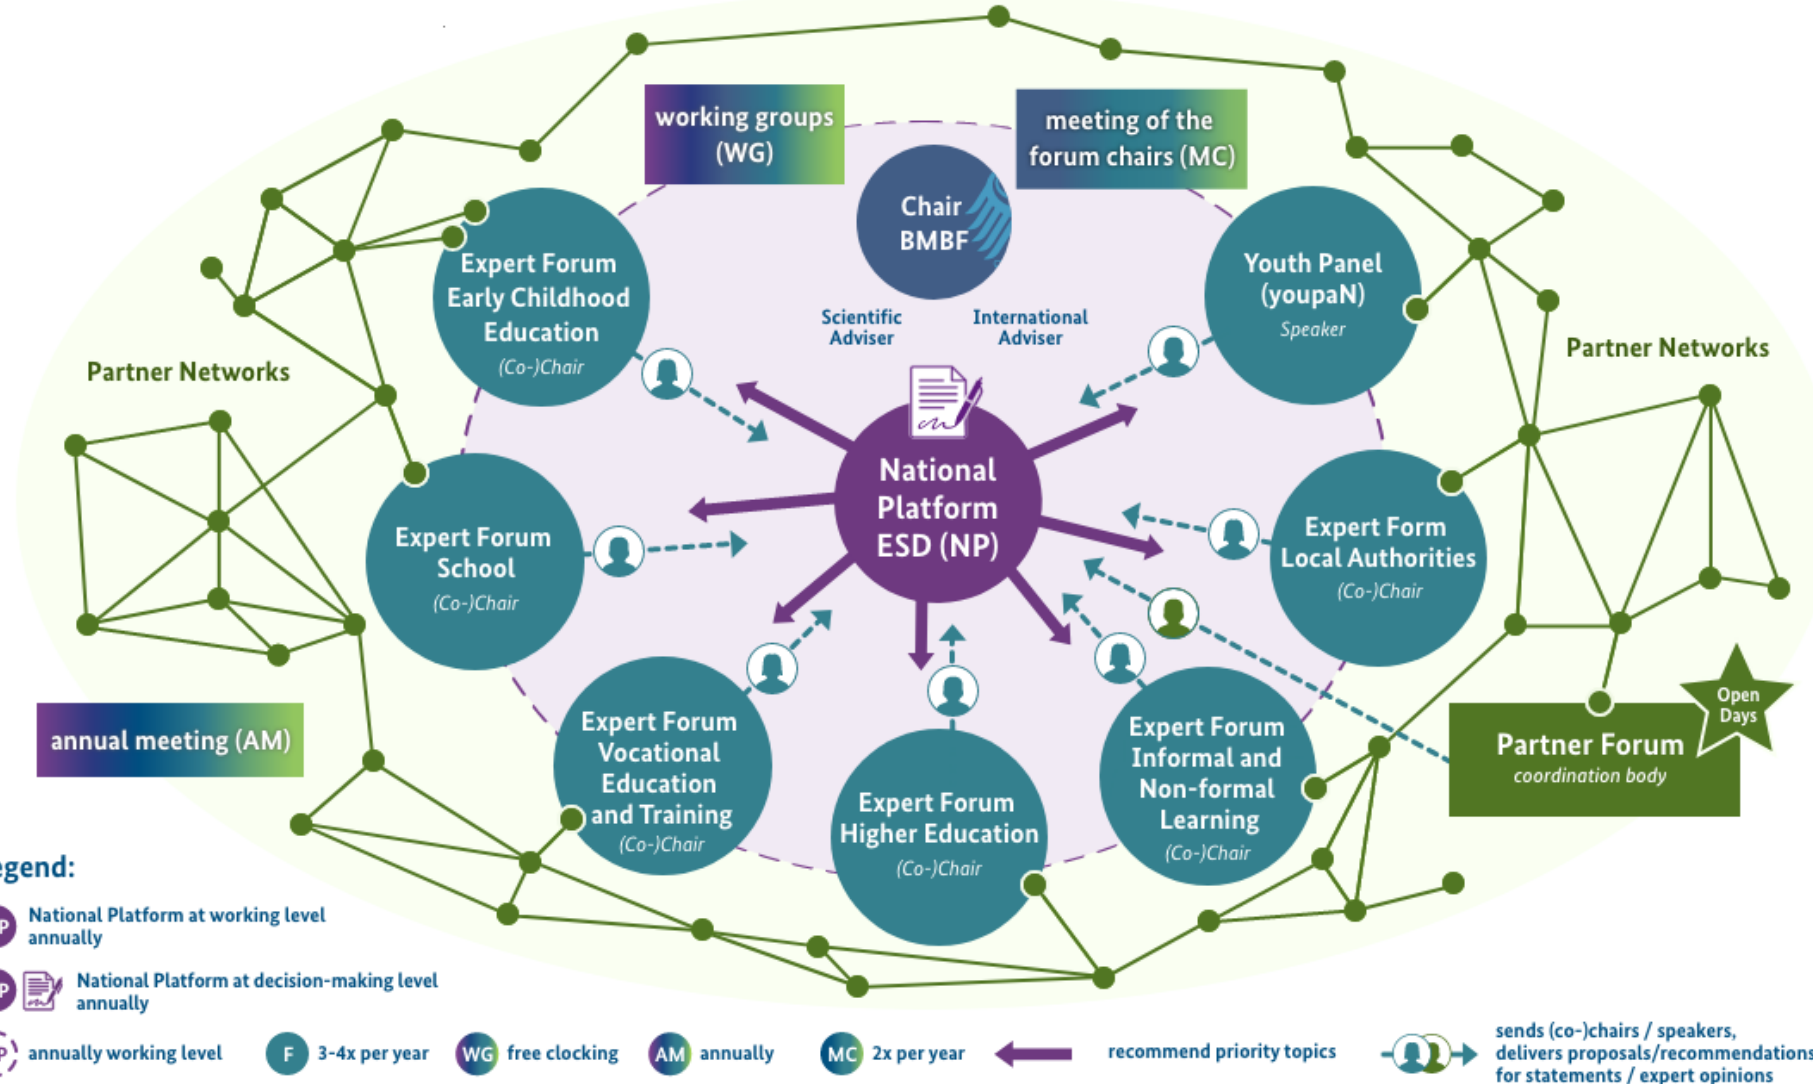 working groups
(WG)
meeting of the
forum chairs (MC)
Chair
BMBF
Scientific
Adviser
International
Adviser
Expert Forum
Early Childhood
Education
(Co-)Chair
Youth Panel
(youpaN)
Speaker
Partner Networks
Partner Networks
National
Platform
ESD (NP)
Expert Forum
School
(Co-)Chair
Expert Form
Local Authorities
(Co-)Chair
annual meeting (AM)
Expert Forum
Vocational
Education
and Training
(Co-)Chair
Expert Forum
Higher Education
(Co-)Chair
Expert Forum
Informal and
Non-formal
Learning
(Co-)Chair
Open
Days
Partner Forum
coordination body
egend:
P
National Platform at working level
annually
P
National Platform at decision-making level
annually
P
annually working level
F
3-4x per year
WG
free clocking
AM
annually
MC
2x per year
recommend priority topics
sends (co-)chairs / speakers,
delivers proposals/recommendations
for statements / expert opinions